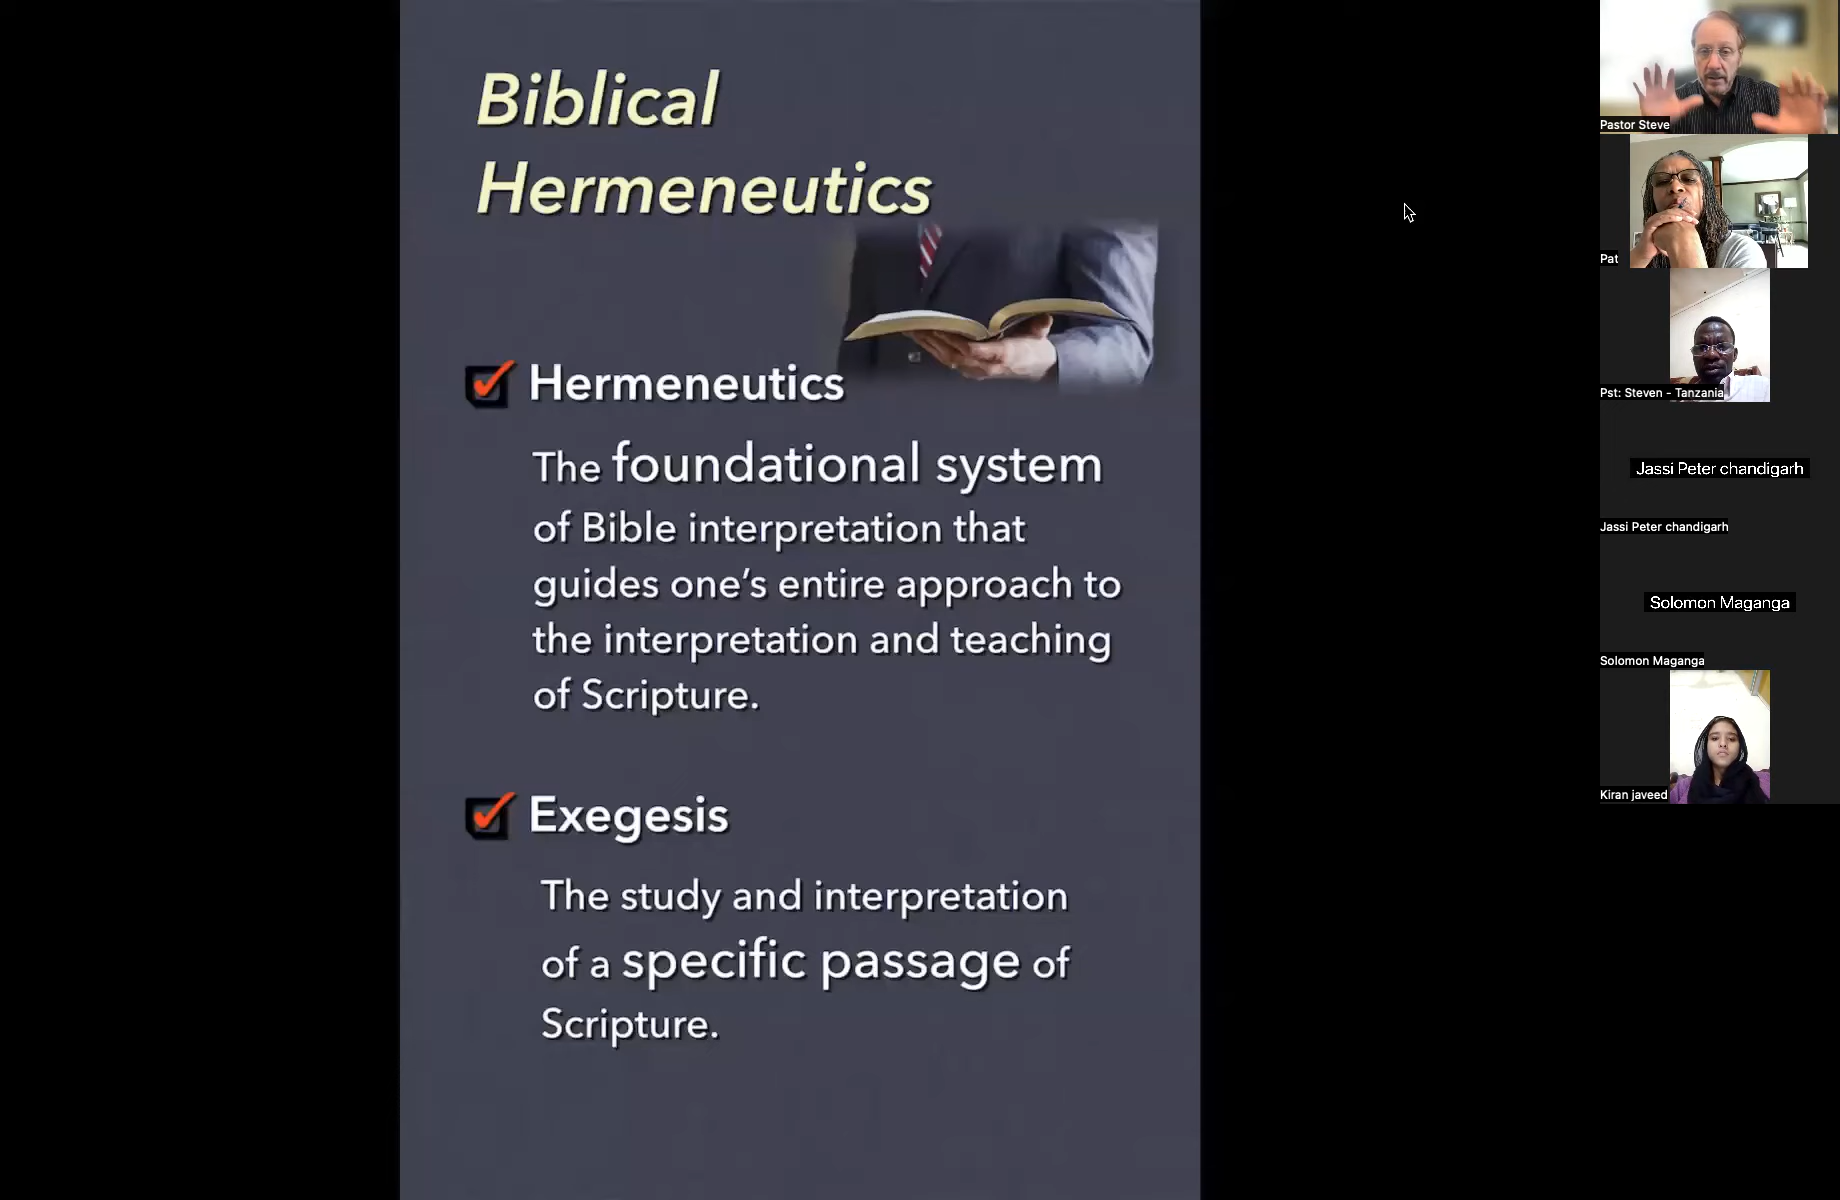 Biblical
Hermeneutics
Hermeneutics
The foundational system
of Bible interpretation that
guides one’s entire approach to
the interpretation and teaching
of Scripture.
Exegesis
The study and interpretation
of a specific passage of
Scripture.
Pastor Steve
Pat
Pst: Steven - Tanzania
Jassi Peter chandigarh
Jassi Peter chandigarh
Solomon Maganga
Solomon Maganga
Kiran javeed